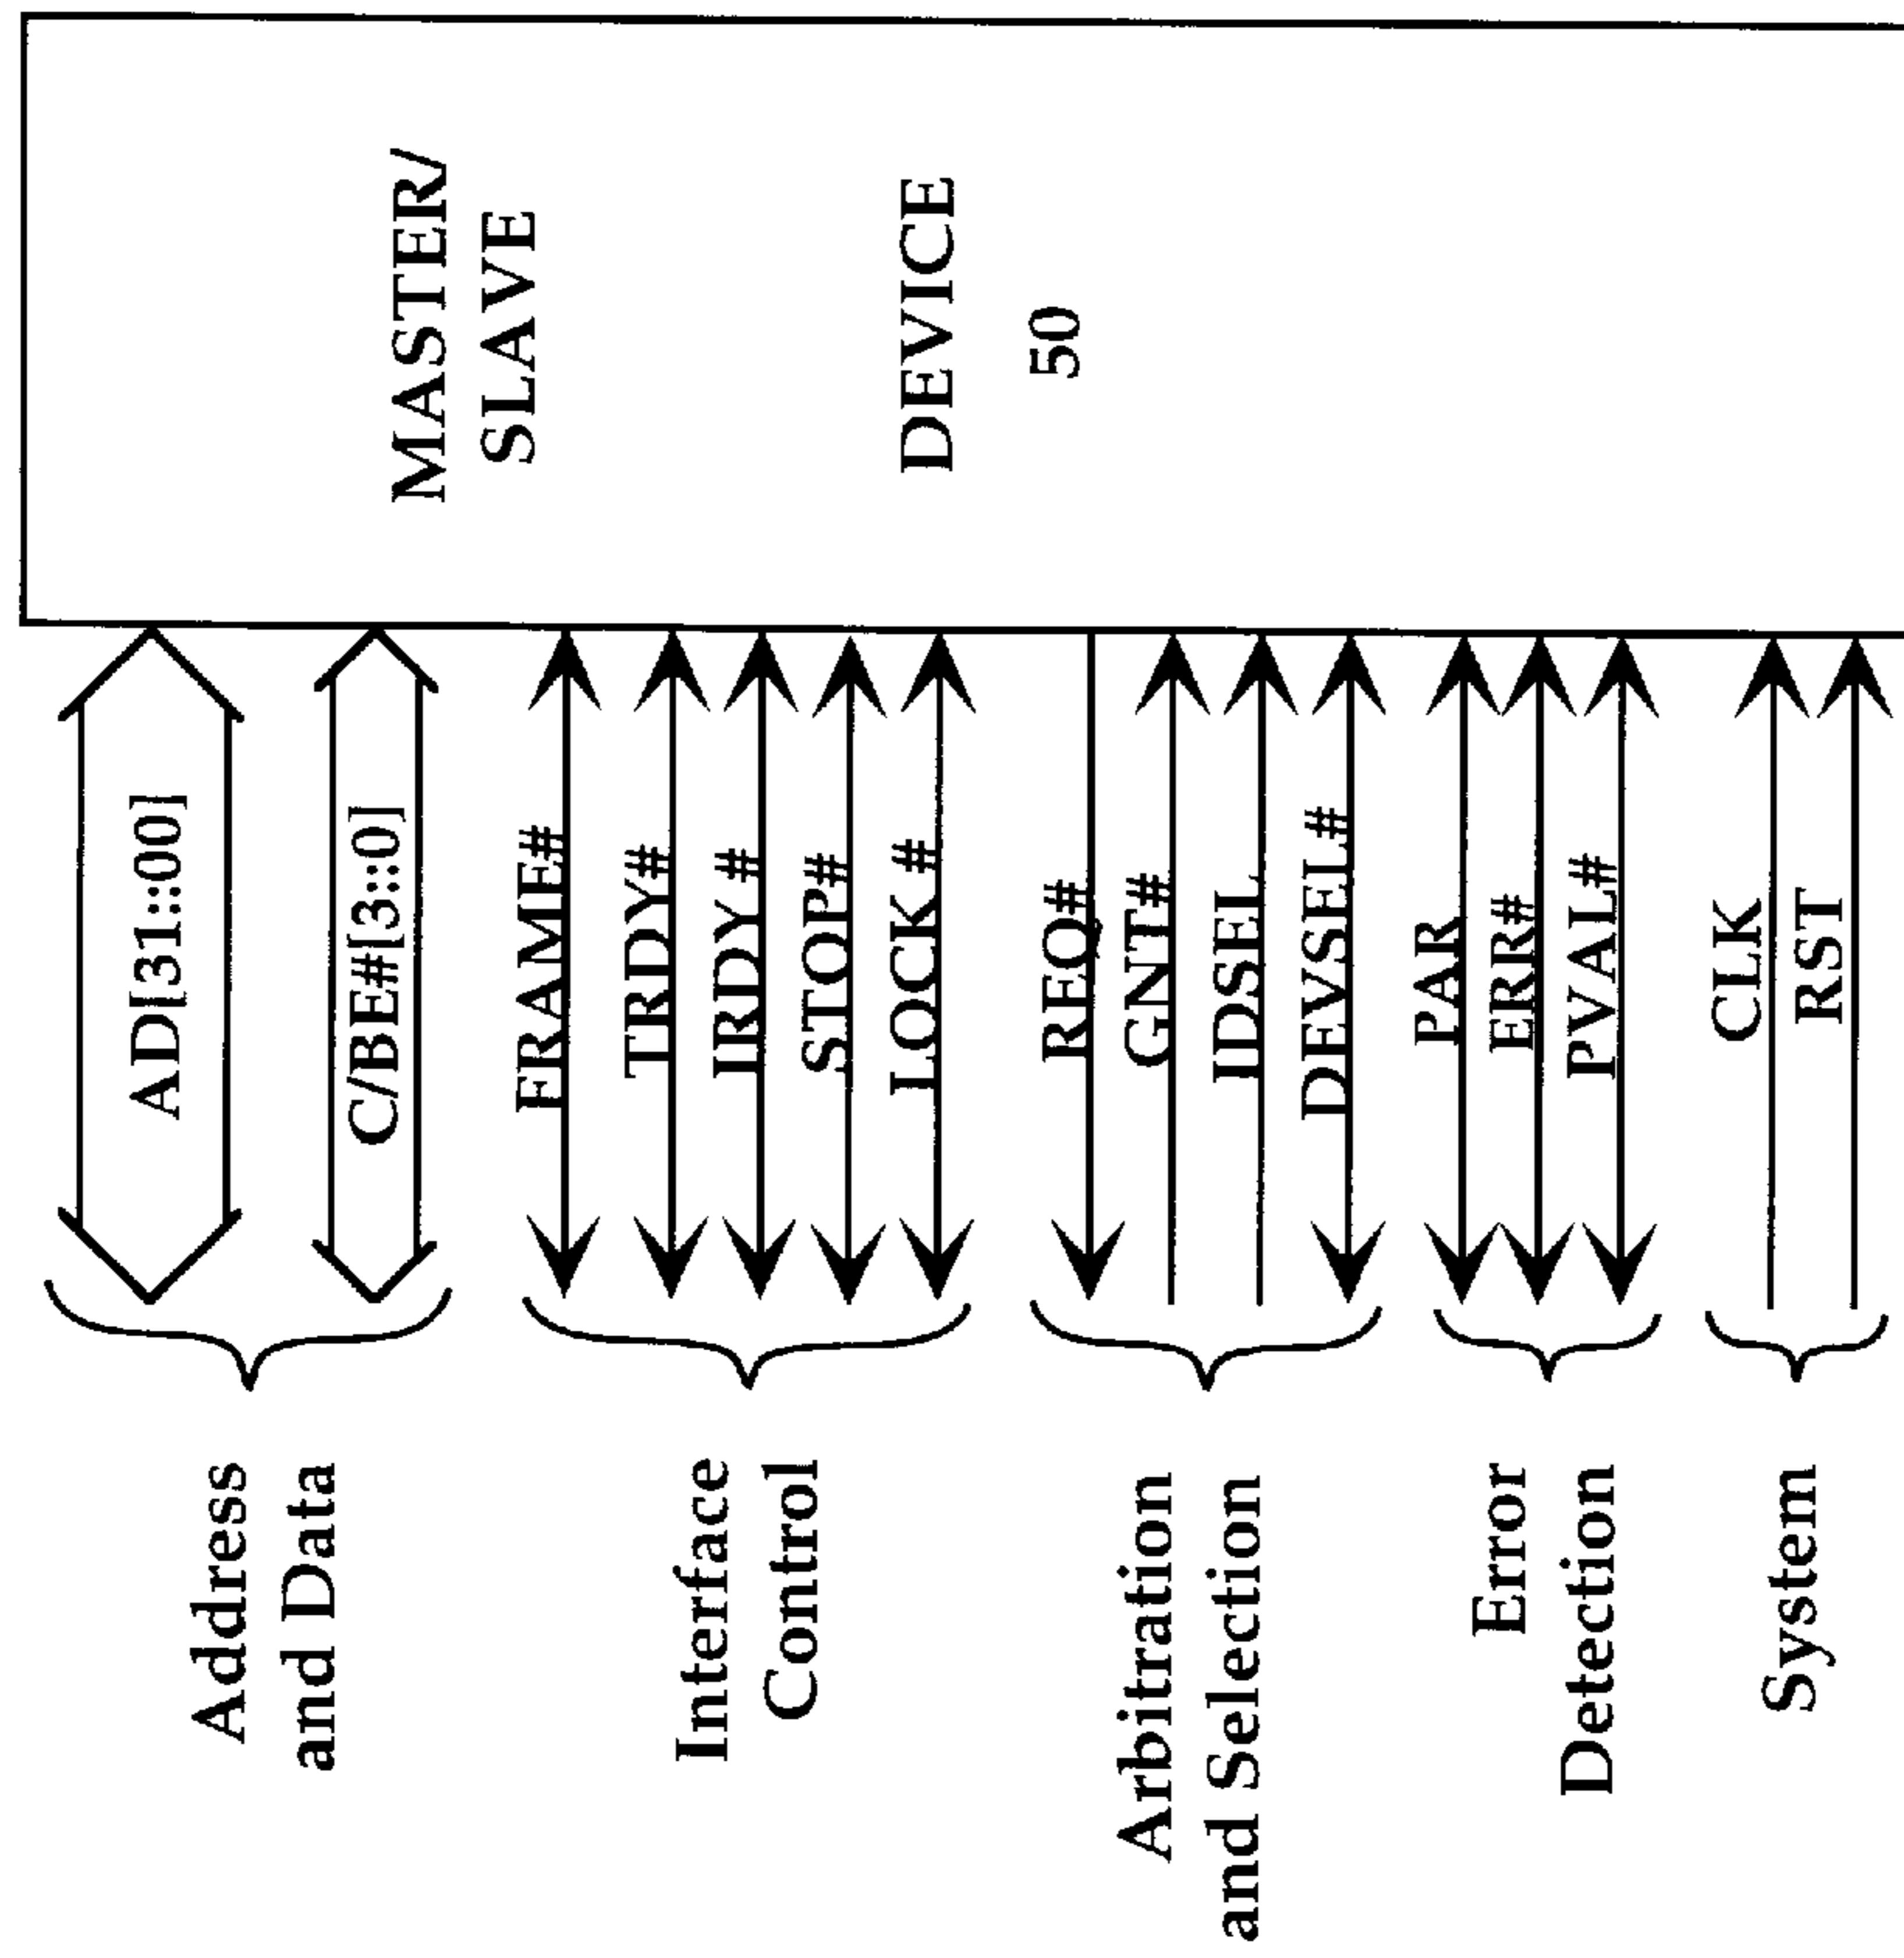 Address
and Data
AD[31::00]
C/BE#[3::0]
Interface
Control
FRAME#
TRDY#
IRDY#
STOP#
LOCK #
Arbitration
and Selection
REQ#
GNT#
IDSEL
DEVSEL#
Error
Detection
PAR
ERR#
PVAL#
System
CLK
RST
MASTER/
SLAVE
DEVICE
50